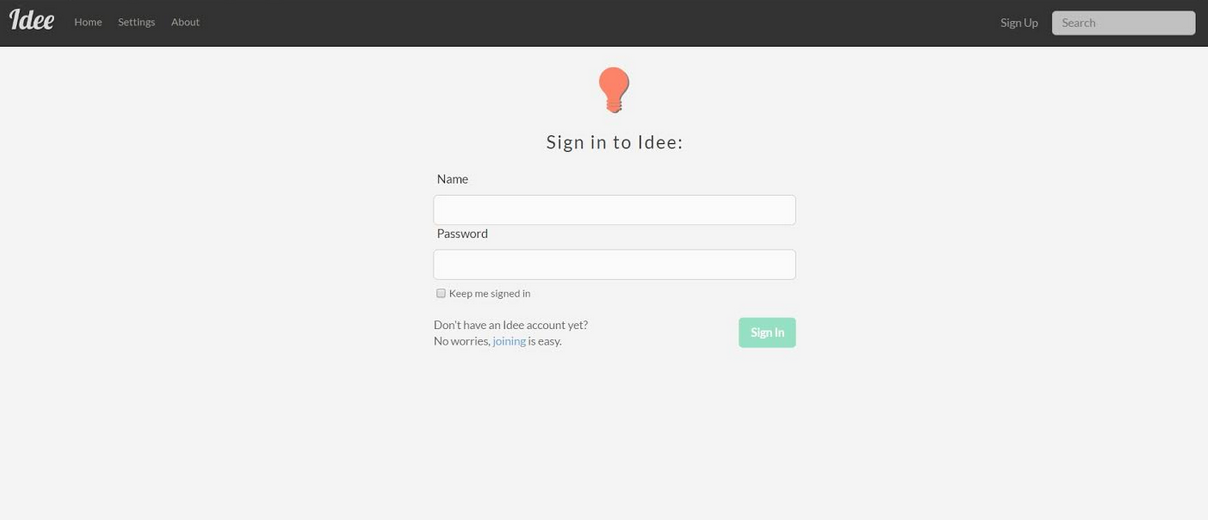 Idee Home Settings About Sign Up Search
Sign in to Idee:
Name
Password
Keep me signed in
Don't have an Idee account yet?
No worries, joining is easy.
Sign In